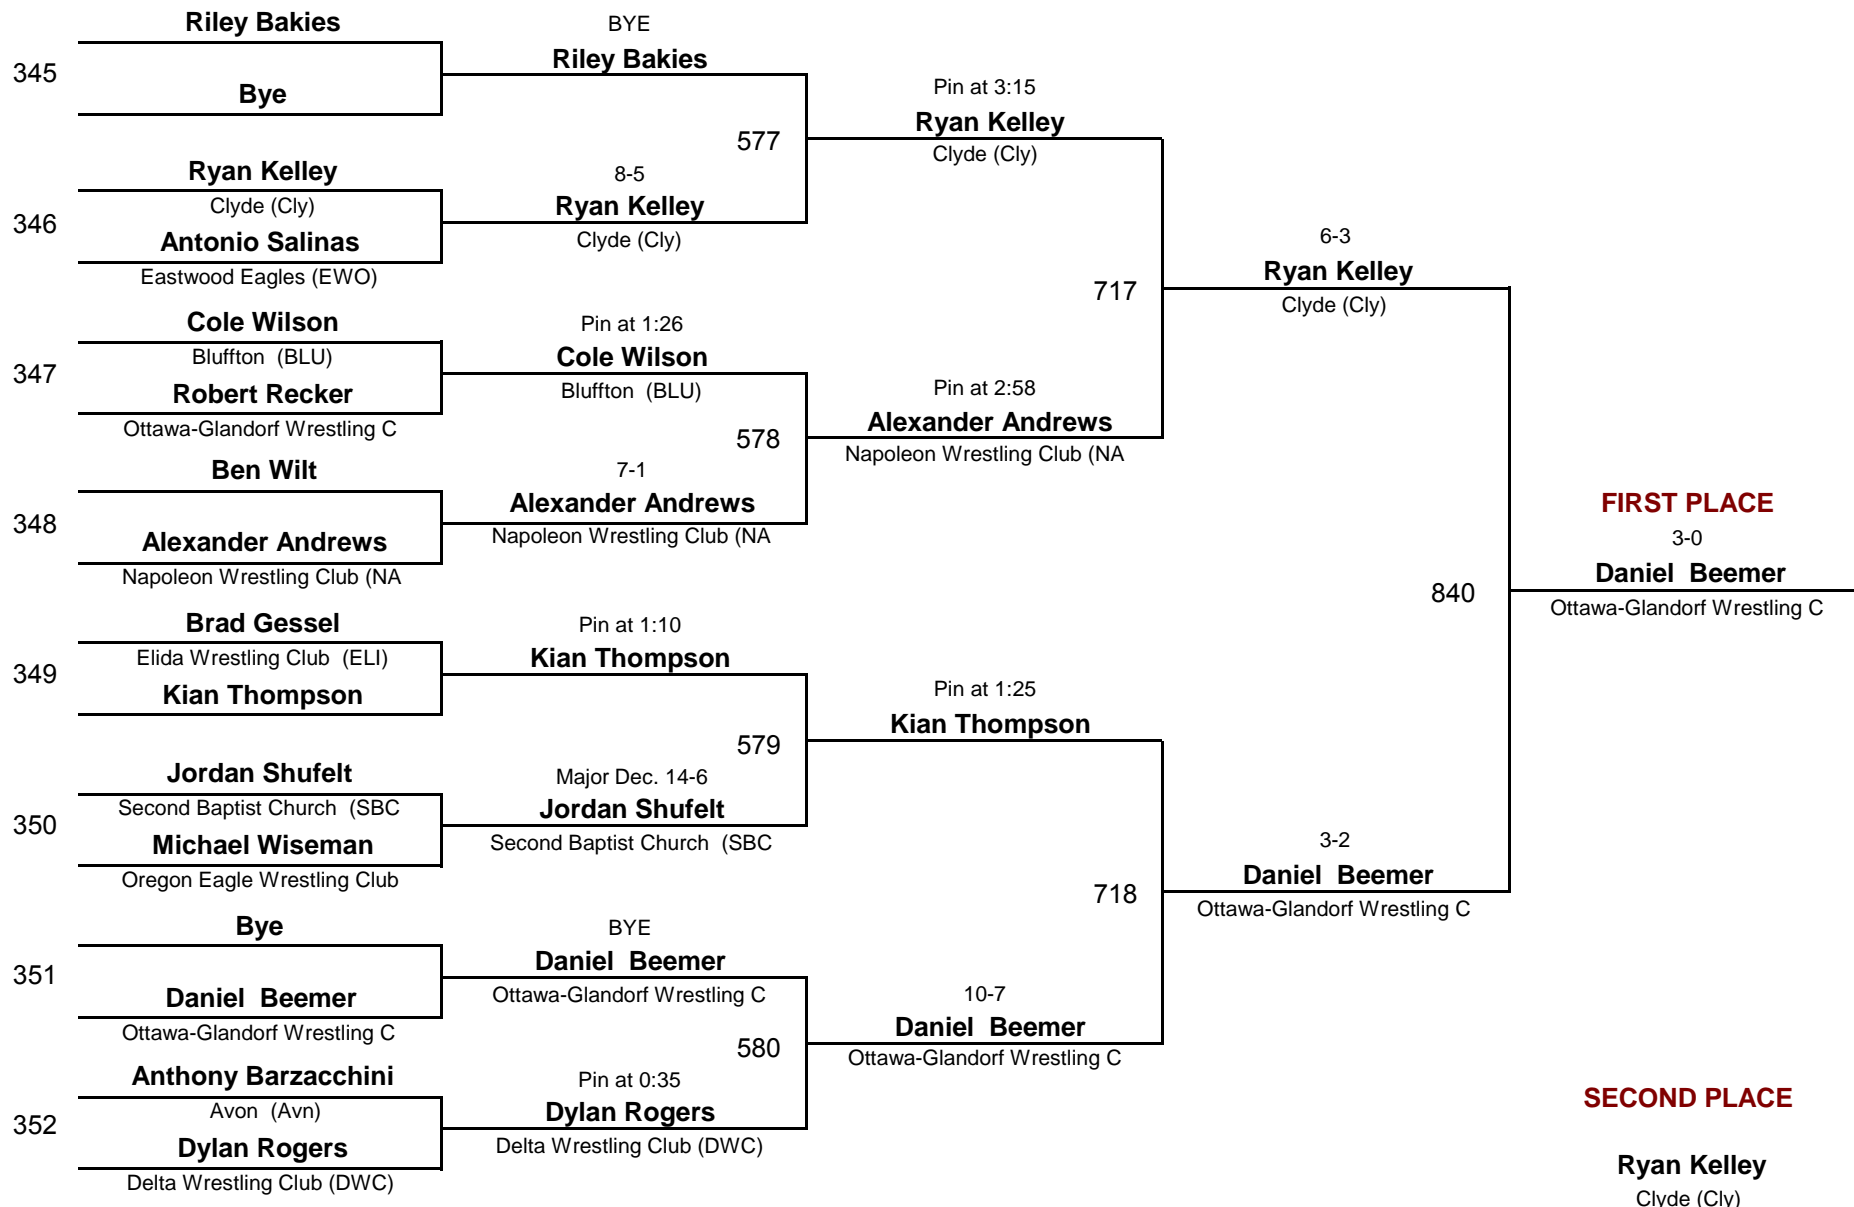 Riley Bakies
345
Bye
Ryan Kelley
Clyde (Cly)
346
Antonio Salinas
Eastwood Eagles (EWO)
Cole Wilson
Bluffton  (BLU)
347
Robert Recker
Ottawa-Glandorf Wrestling C
Ben Wilt
348
Alexander Andrews
Napoleon Wrestling Club (NA
Brad Gessel
Elida Wrestling Club  (ELI)
349
Kian Thompson
Jordan Shufelt
Second Baptist Church  (SBC
350
Michael Wiseman
Oregon Eagle Wrestling Club
Bye
351
Daniel  Beemer
Ottawa-Glandorf Wrestling C
Anthony Barzacchini
Avon  (Avn)
352
Dylan Rogers
Delta Wrestling Club (DWC)
BYE
Riley Bakies
577
8-5
Ryan Kelley
Clyde (Cly)
Pin at 1:26
Cole Wilson
Bluffton  (BLU)
578
7-1
Alexander Andrews
Napoleon Wrestling Club (NA
Pin at 1:10
Kian Thompson
579
Major Dec. 14-6
Jordan Shufelt
Second Baptist Church  (SBC
BYE
Daniel  Beemer
Ottawa-Glandorf Wrestling C
580
Pin at 0:35
Dylan Rogers
Delta Wrestling Club (DWC)
Pin at 3:15
Ryan Kelley
Clyde (Cly)
717
Pin at 2:58
Alexander Andrews
Napoleon Wrestling Club (NA
Pin at 1:25
Kian Thompson
718
10-7
Daniel  Beemer
Ottawa-Glandorf Wrestling C
6-3
Ryan Kelley
Clyde (Cly)
840
3-2
Daniel  Beemer
Ottawa-Glandorf Wrestling C
FIRST PLACE
3-0
Daniel  Beemer
Ottawa-Glandorf Wrestling C
SECOND PLACE
Ryan Kelley
Clyde (Cly)